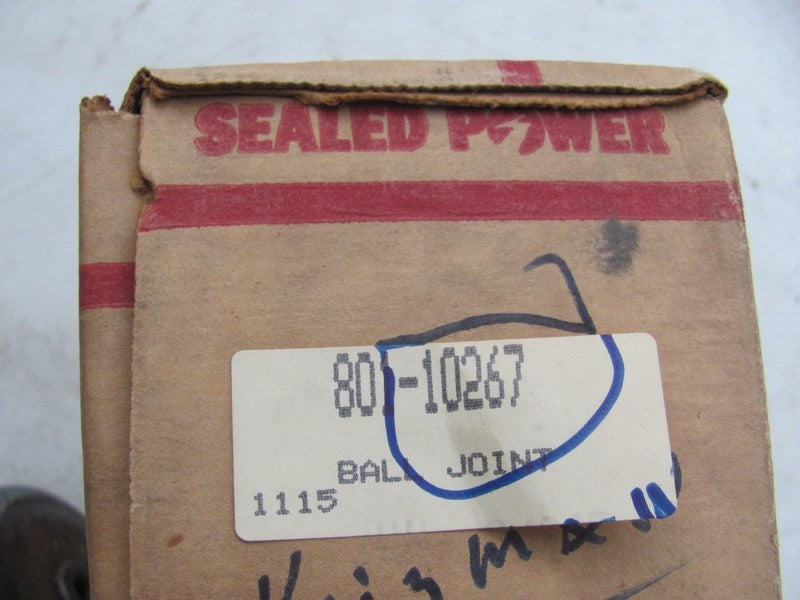 SEALED POWER
801-10267
BALL JOINT
1115